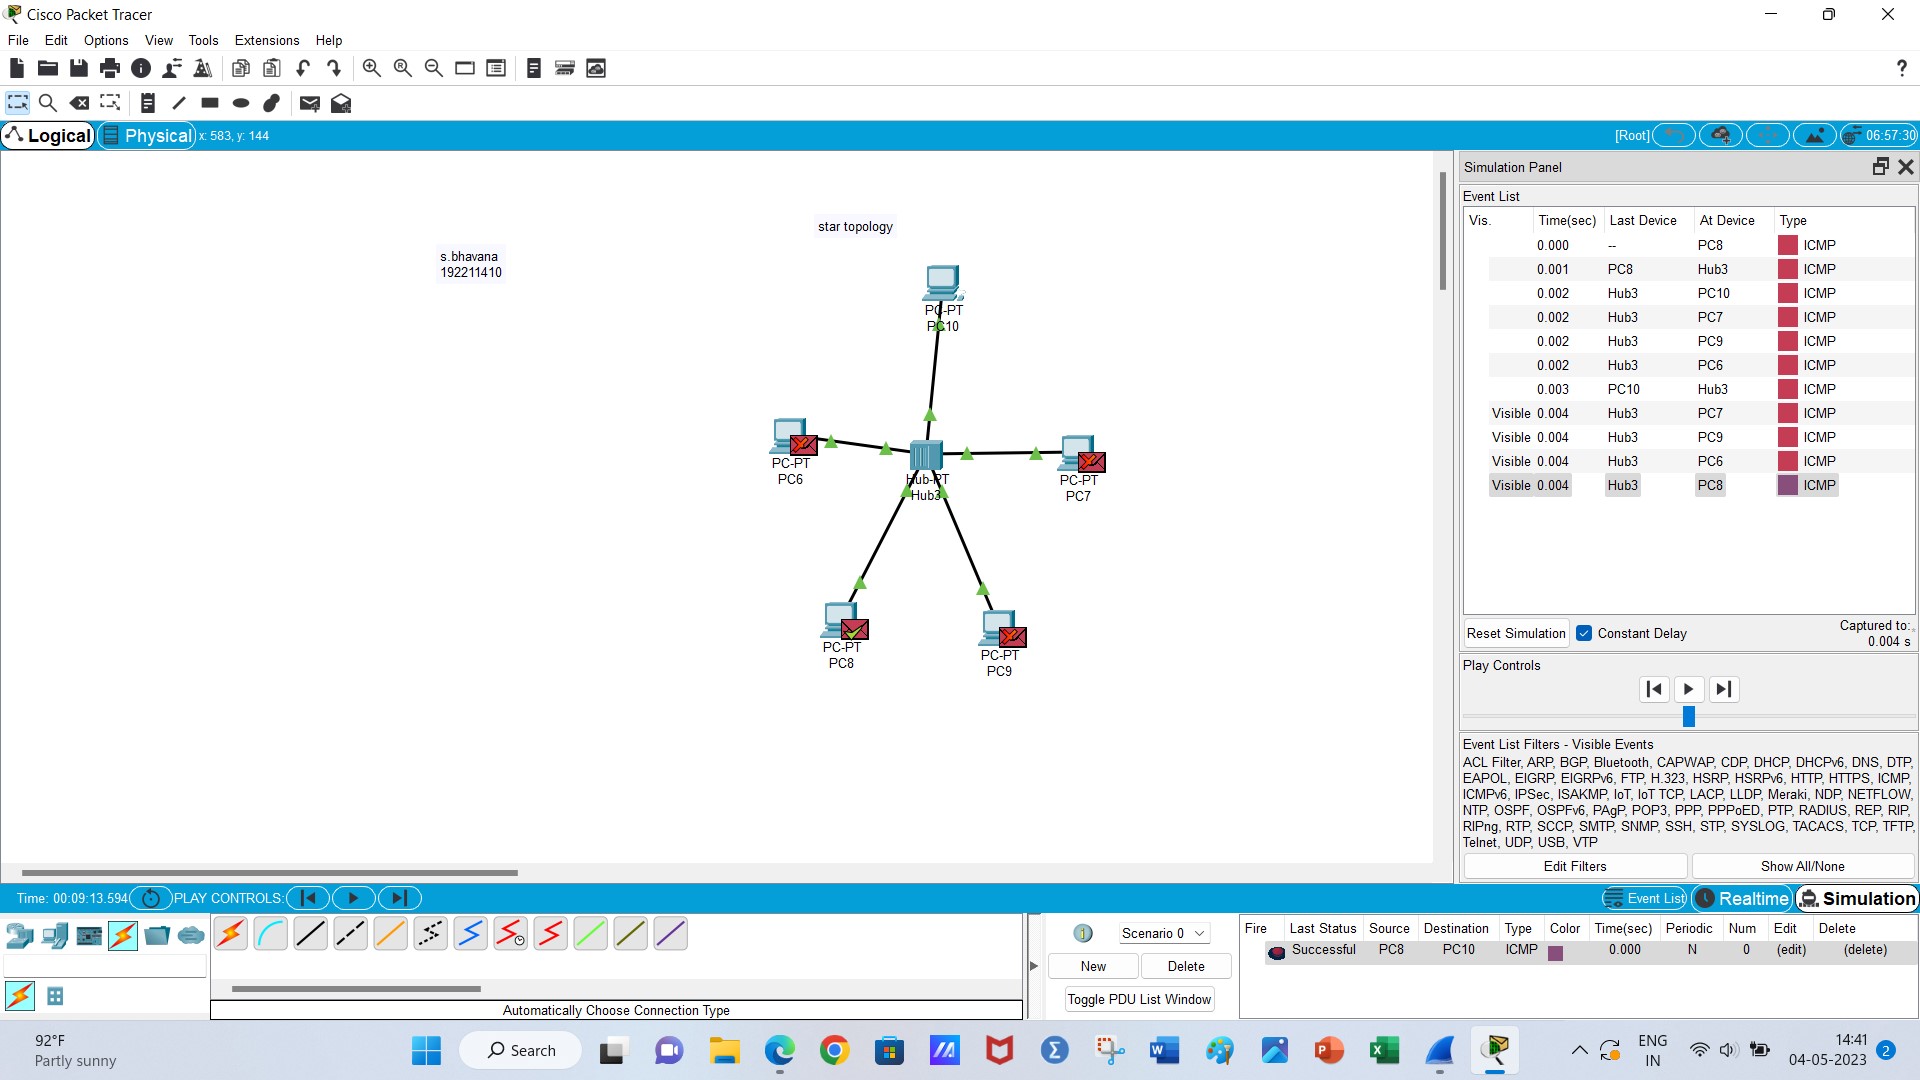 Cisco Packet Tracer
File Edit Options View Tools Extensions Help
Logical Physical x: 583, y: 144 [Root] 06:57:30
star topology
s.bhavana
192211410
PC-PT
PC10
PC-PT
PC6
Hub-PT
Hub3
PC-PT
PC7
PC-PT
PC8
PC-PT
PC9
Simulation Panel
Event List
Vis. Time(sec) Last Device At Device Type
0.000 -- PC8 ICMP
0.001 PC8 Hub3 ICMP
0.002 Hub3 PC10 ICMP
0.002 Hub3 PC7 ICMP
0.002 Hub3 PC9 ICMP
0.002 Hub3 PC6 ICMP
0.003 PC10 Hub3 ICMP
Visible 0.004 Hub3 PC7 ICMP
Visible 0.004 Hub3 PC9 ICMP
Visible 0.004 Hub3 PC6 ICMP
Visible 0.004 Hub3 PC8 ICMP
Reset Simulation Constant Delay Captured to:
0.004 s
Play Controls
Event List Filters - Visible Events
ACL Filter, ARP, BGP, Bluetooth, CAPWAP, CDP, DHCP, DHCPv6, DNS, DTP,
EAPOL, EIGRP, EIGRPv6, FTP, H.323, HSRP, HSRPv6, HTTP, HTTPS, ICMP,
ICMPv6, IPSec, ISAKMP, IoT, IoT TCP, LACP, LLDP, Meraki, NDP, NETFLOW,
NTP, OSPF, OSPFv6, PAgP, POP3, PPP, PPPoED, PTP, RADIUS, REP, RIP,
RIPng, RTP, SCCP, SMTP, SNMP, SSH, STP, SYSLOG, TACACS, TCP, TFTP,
Telnet, UDP, USB, VTP
Edit Filters Show All/None
Time: 00:09:13.594 PLAY CONTROLS: Event List Realtime Simulation
Scenario 0
New Delete
Toggle PDU List Window
Fire Last Status Source Destination Type Color Time(sec) Periodic Num Edit Delete
Successful PC8 PC10 ICMP 0.000 N 0 (edit) (delete)
Automatically Choose Connection Type
92°F
Partly sunny
Search
ENG
IN
14:41
04-05-2023
2